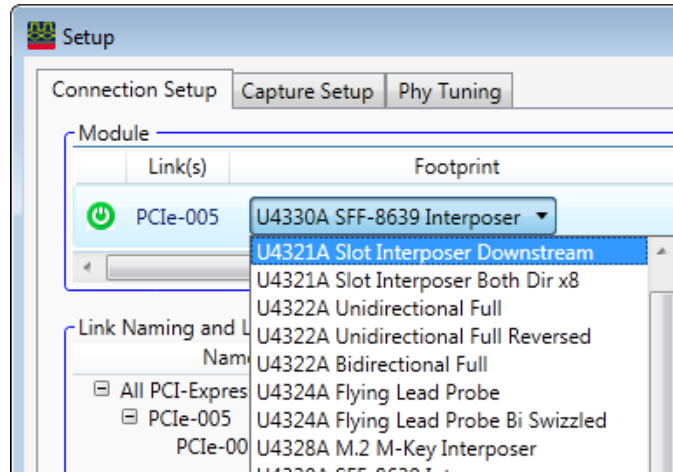 Setup
Connection Setup Capture Setup Phy Tuning
Module
Link(s) Footprint
PCIe-005 U4330A SFF-8639 Interposer
U4321A Slot Interposer Downstream
U4321A Slot Interposer Both Dir x8
U4322A Unidirectional Full
Link Naming and L
U4322A Unidirectional Full Reversed
Nam
U4322A Bidirectional Full
All PCI-Expres
U4324A Flying Lead Probe
PCIe-005
U4324A Flying Lead Probe Bi Swizzled
PCIe-00
U4328A M.2 M-Key Interposer